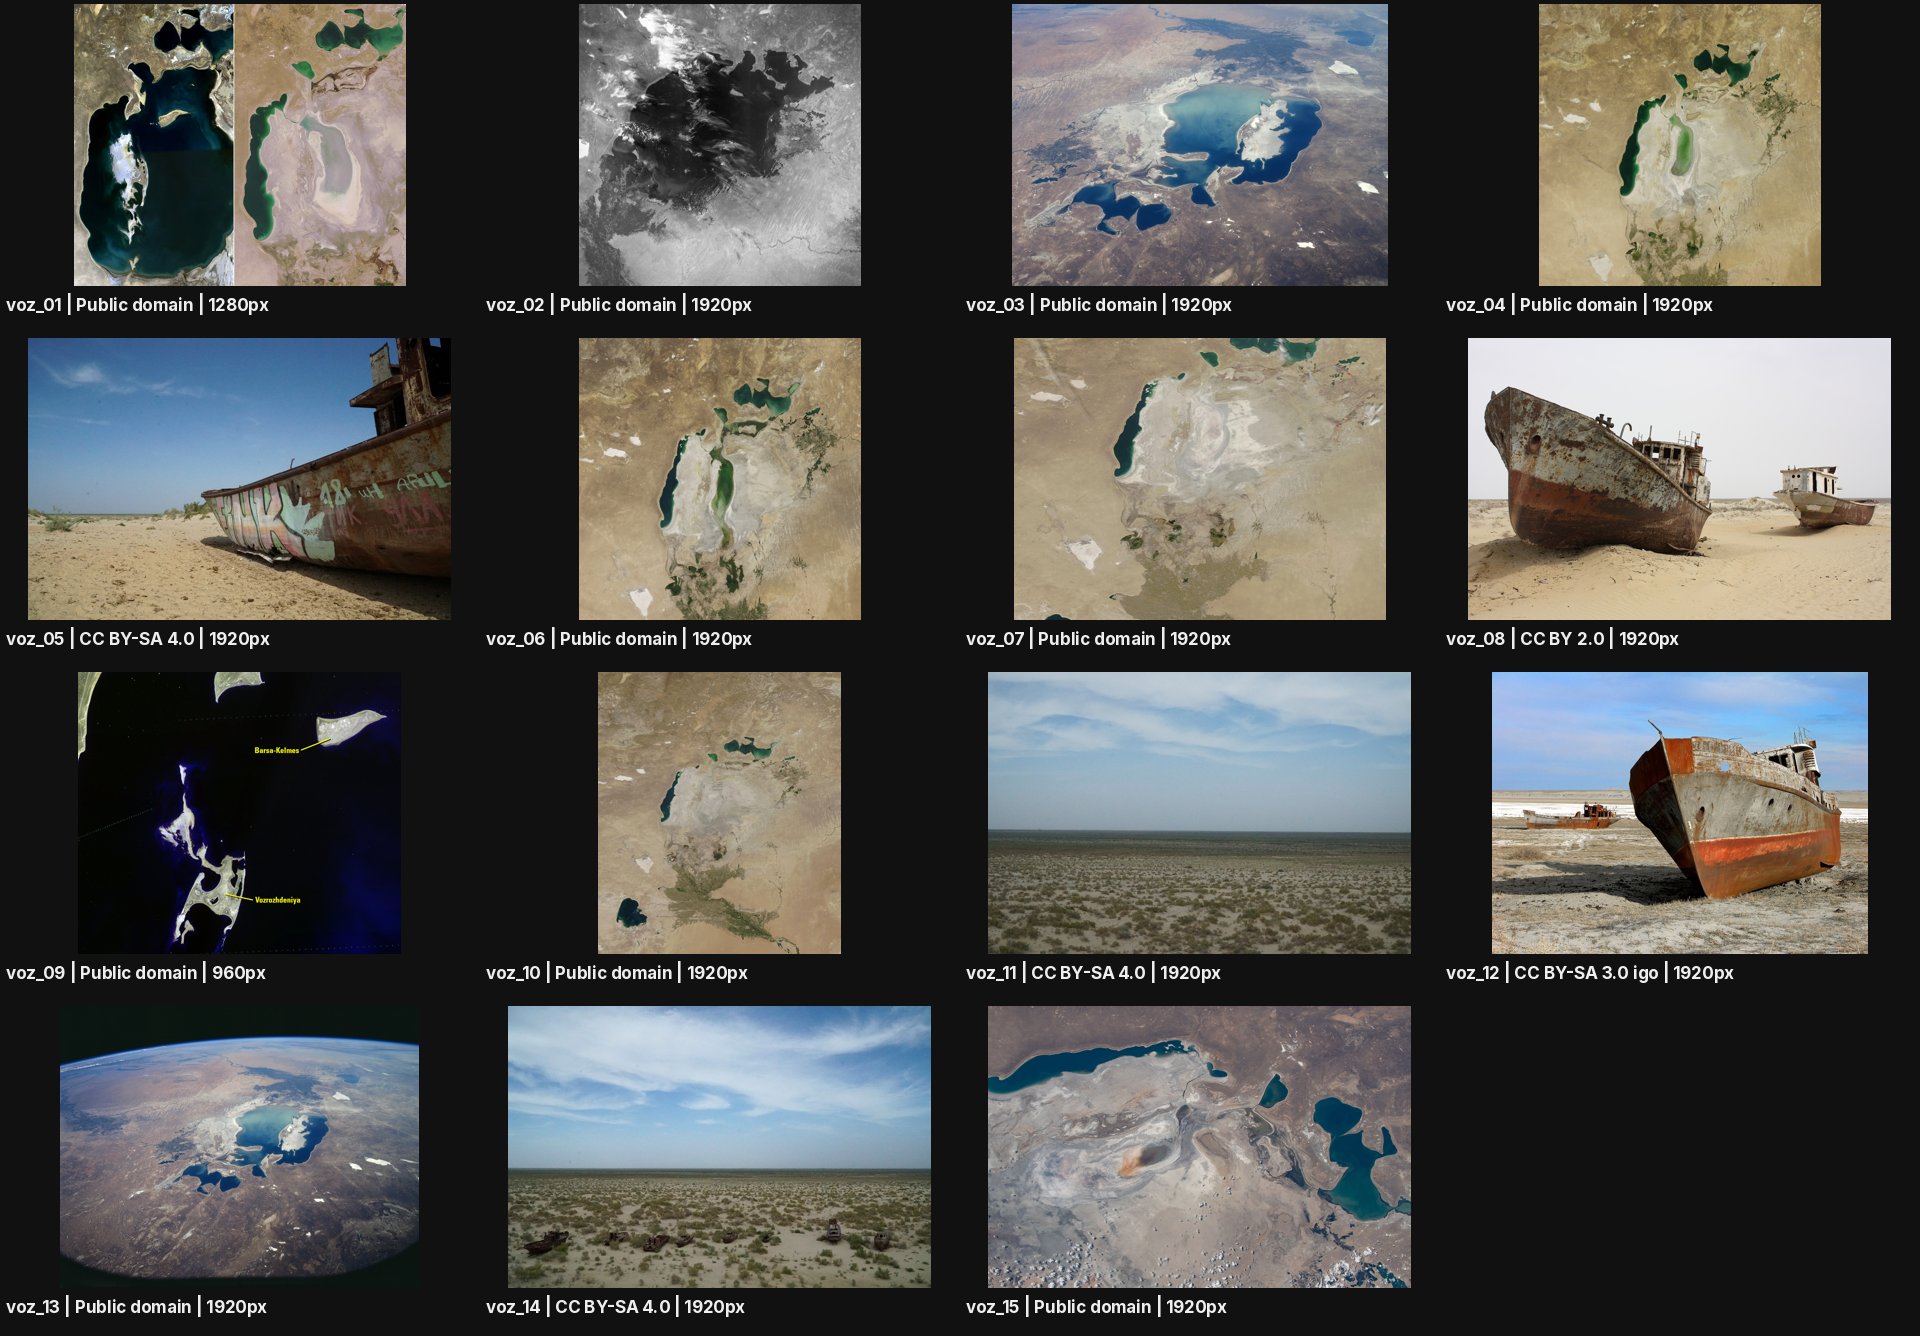 voz_01 | Public domain | 1280px
voz_02 | Public domain | 1920px
voz_03 | Public domain | 1920px
voz_04 | Public domain | 1920px
voz_05 | CC BY-SA 4.0 | 1920px
voz_06 | Public domain | 1920px
voz_07 | Public domain | 1920px
voz_08 | CC BY 2.0 | 1920px
Barsa-Kelmes
Vozrozhdeniya
voz_09 | Public domain | 960px
voz_10 | Public domain | 1920px
voz_11 | CC BY-SA 4.0 | 1920px
voz_12 | CC BY-SA 3.0 igo | 1920px
voz_13 | Public domain | 1920px
voz_14 | CC BY-SA 4.0 | 1920px
voz_15 | Public domain | 1920px